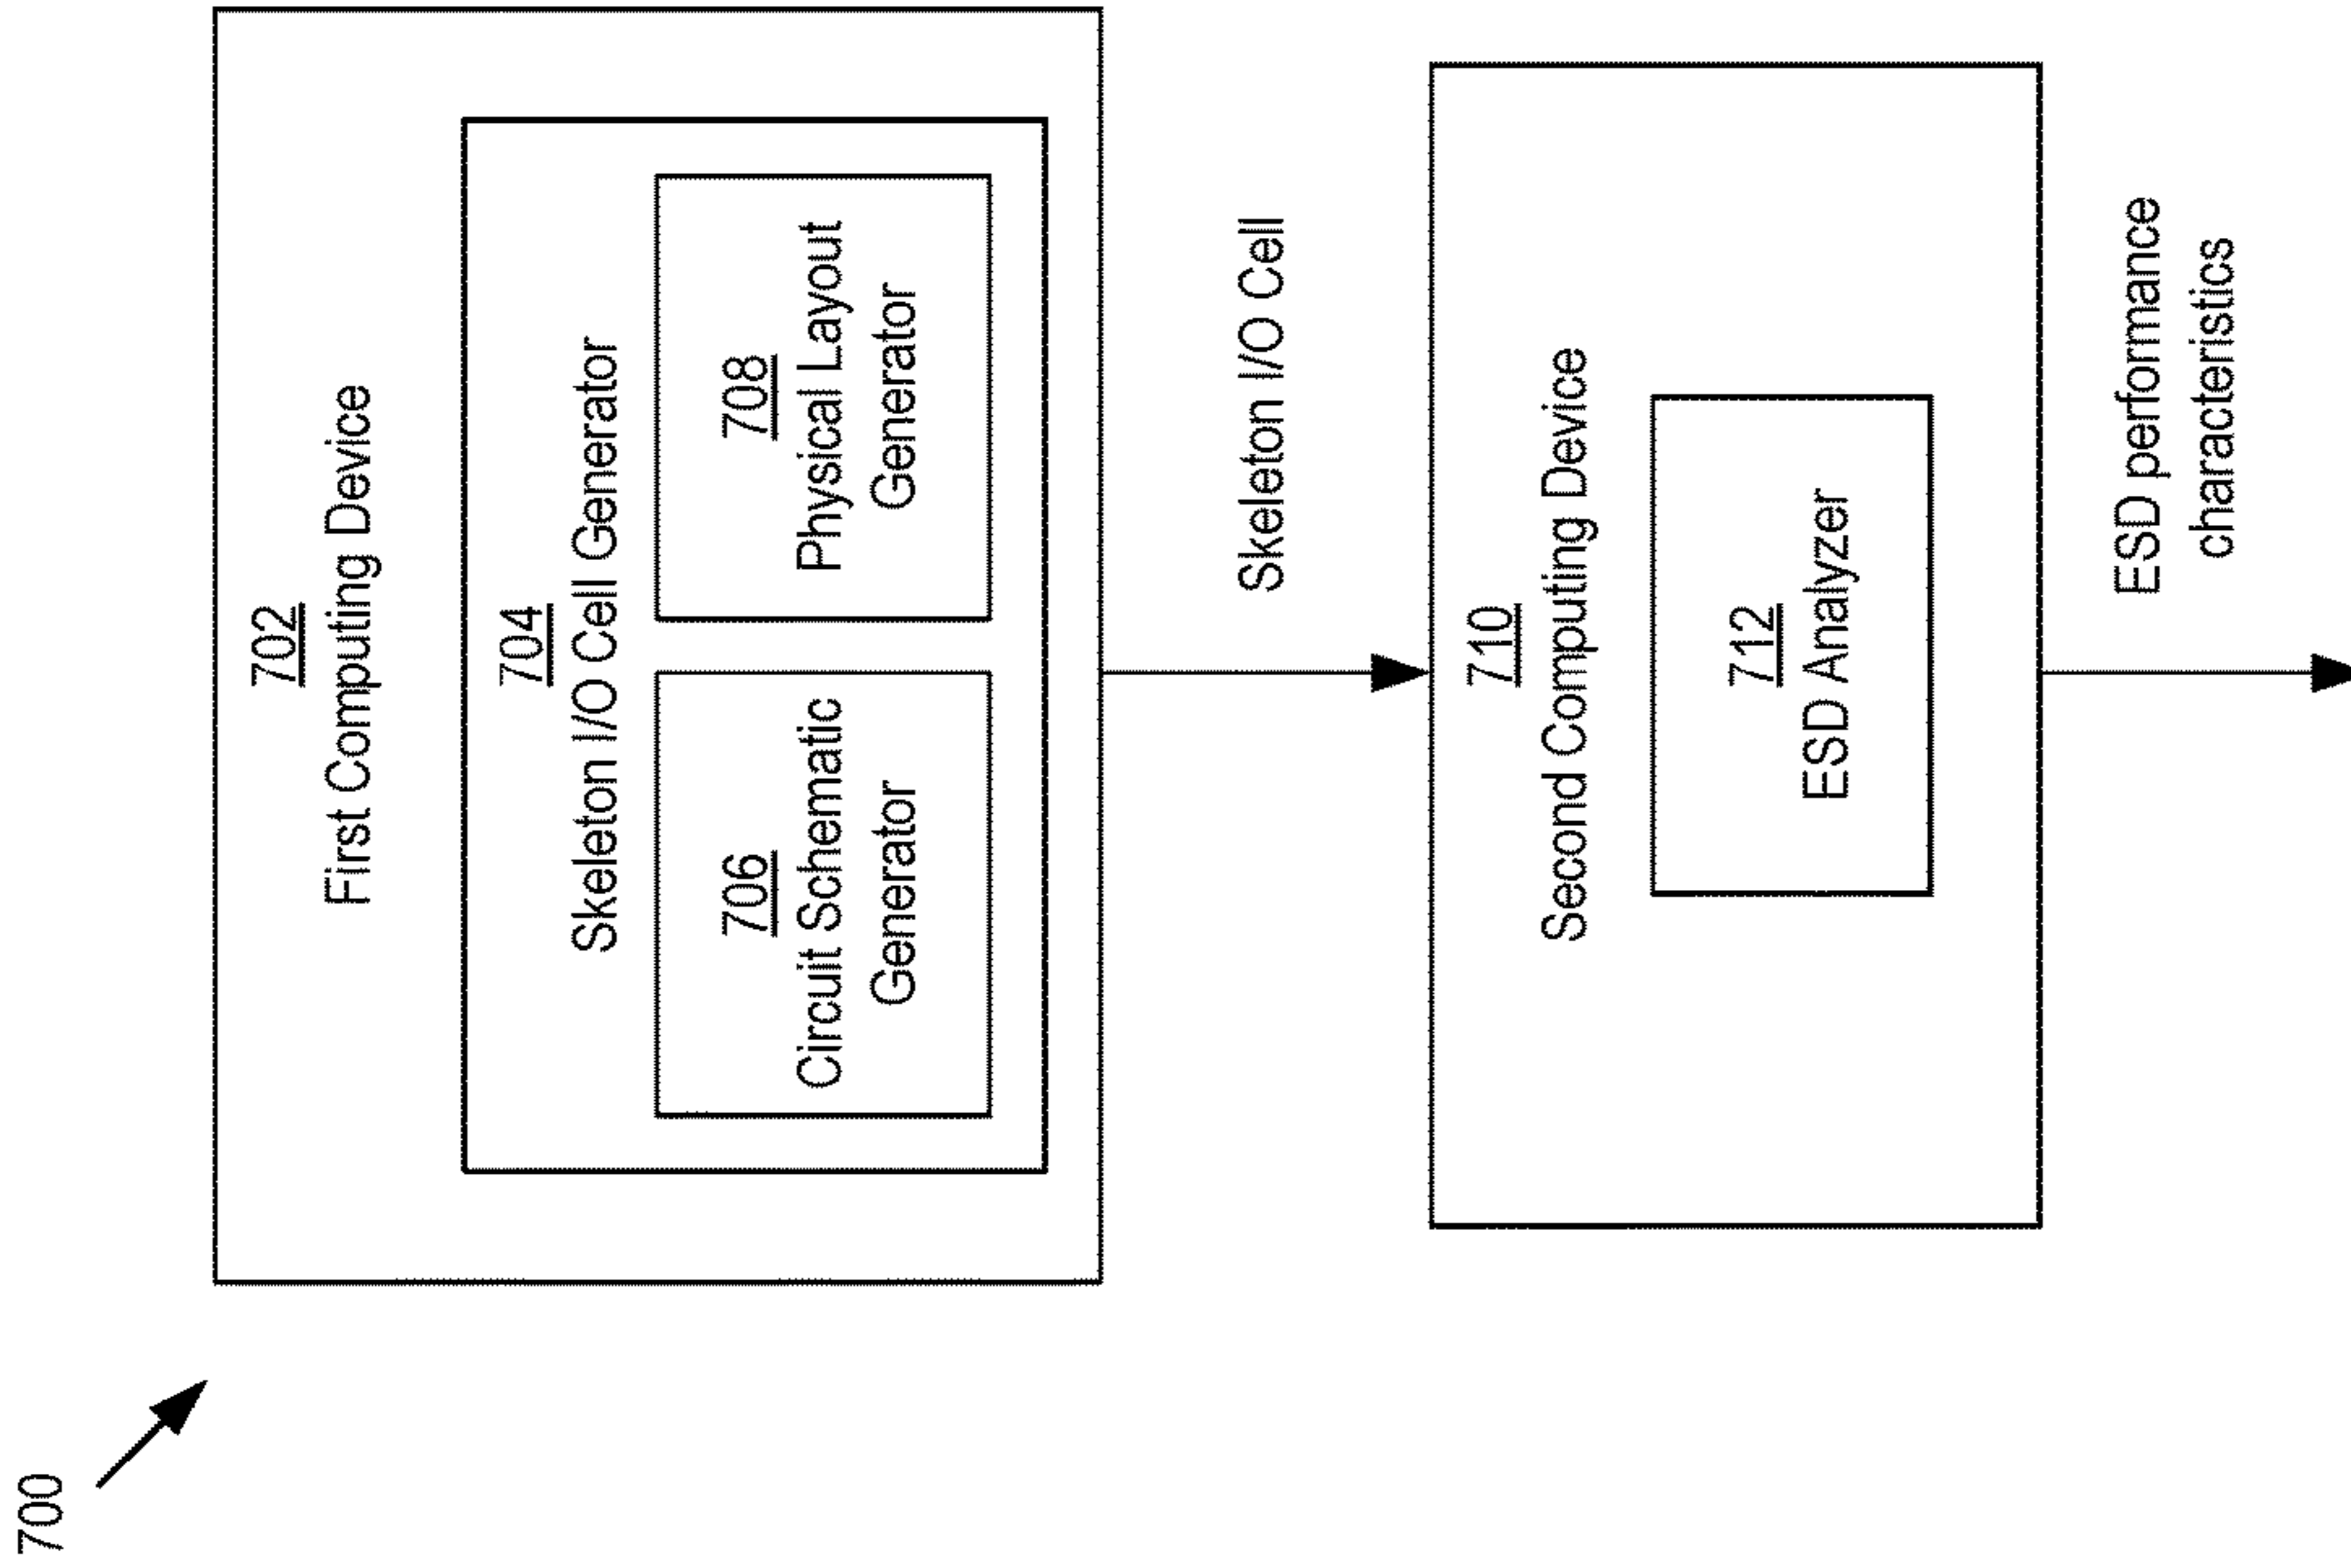 700
702
First Computing Device
704
Skeleton I/O Cell Generator
706
Circuit Schematic
Generator
708
Physical Layout
Generator
Skeleton I/O Cell
710
Second Computing Device
712
ESD Analyzer
ESD performance
characteristics